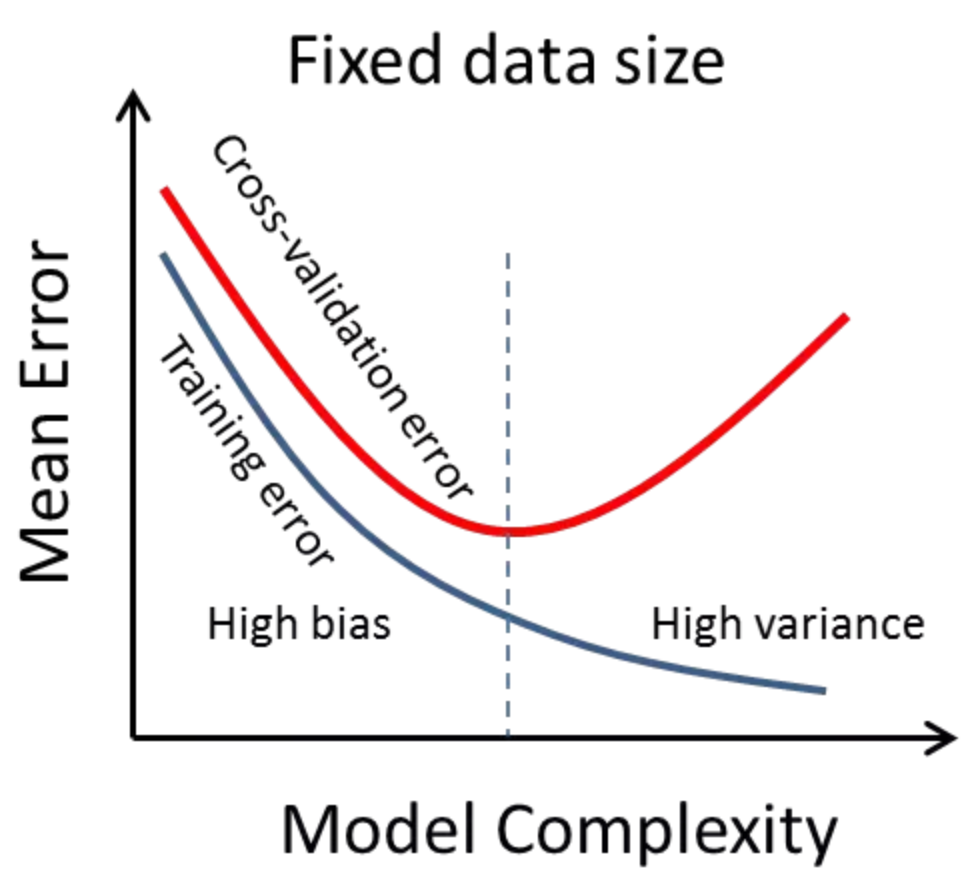 Fixed data size
Mean Error
Cross-validation error
Training error
High bias
High variance
Model Complexity